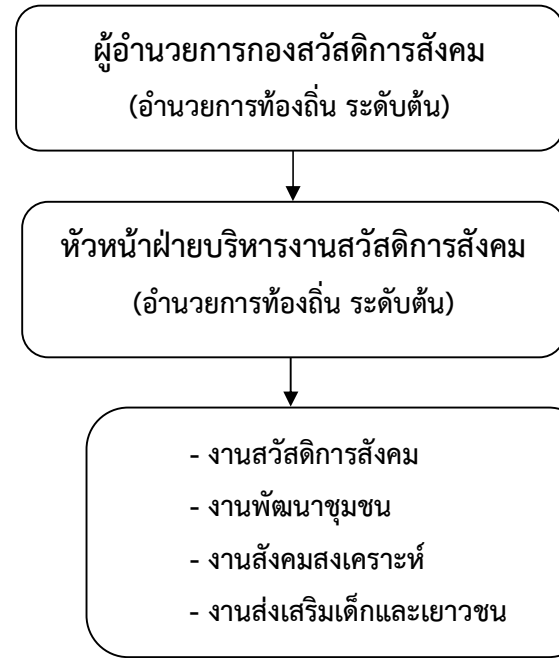 ผู้อำนวยการกองสวัสดิการสังคม
(อำนวยการท้องถิ่น ระดับต้น)
หัวหน้าฝ่ายบริหารงานสวัสดิการสังคม
(อำนวยการท้องถิ่น ระดับต้น)
- งานสวัสดิการสังคม
- งานพัฒนาชุมชน
- งานสังคมสงเคราะห์
- งานส่งเสริมเด็กและเยาวชน